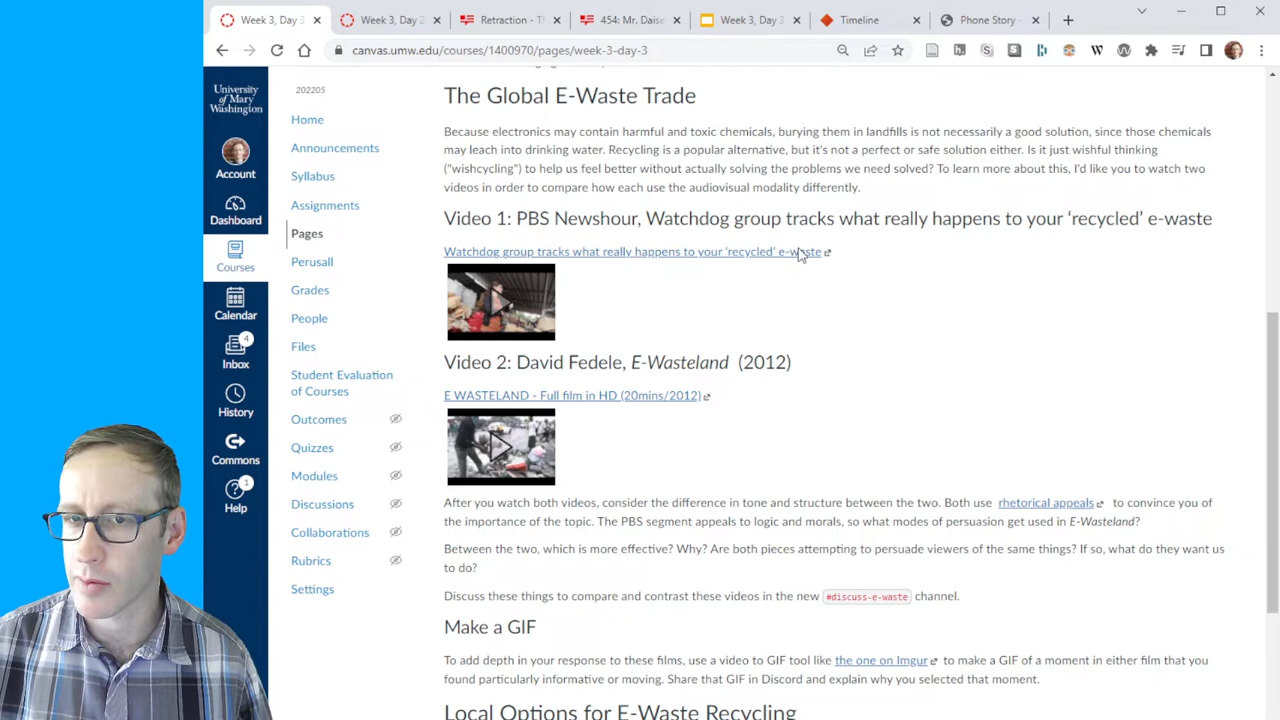 Week 3, Day 3
Week 3, Day 2
Retraction - Th
454: Mr. Daise
Week 3, Day 3
Timeline
Phone Story -
canvas.umw.edu/courses/1400970/pages/week-3-day-3
University of Mary Washington
Account
Dashboard
Courses
Calendar
4
Inbox
History
Commons
1
Help
202205
Home
Announcements
Syllabus
Assignments
Pages
Perusall
Grades
People
Files
Student Evaluation
of Courses
Outcomes
Quizzes
Modules
Discussions
Collaborations
Rubrics
Settings
The Global E-Waste Trade
Because electronics may contain harmful and toxic chemicals, burying them in landfills is not necessarily a good solution, since those chemicals
may leach into drinking water. Recycling is a popular alternative, but it's not a perfect or safe solution either. Is it just wishful thinking
("wishcycling") to help us feel better without actually solving the problems we need solved? To learn more about this, I'd like you to watch two
videos in order to compare how each use the audiovisual modality differently.
Video 1: PBS Newshour, Watchdog group tracks what really happens to your ‘recycled’ e-waste
Watchdog group tracks what really happens to your ‘recycled’ e-waste
Video 2: David Fedele, E-Wasteland (2012)
E WASTELAND - Full film in HD (20mins/2012)
After you watch both videos, consider the difference in tone and structure between the two. Both use rhetorical appeals to convince you of
the importance of the topic. The PBS segment appeals to logic and morals, so what modes of persuasion get used in E-Wasteland?
Between the two, which is more effective? Why? Are both pieces attempting to persuade viewers of the same things? If so, what do they want us
to do?
Discuss these things to compare and contrast these videos in the new #discuss-e-waste channel.
Make a GIF
To add depth in your response to these films, use a video to GIF tool like the one on Imgur to make a GIF of a moment in either film that you
found particularly informative or moving. Share that GIF in Discord and explain why you selected that moment.
Local Options for E-Waste Recycling